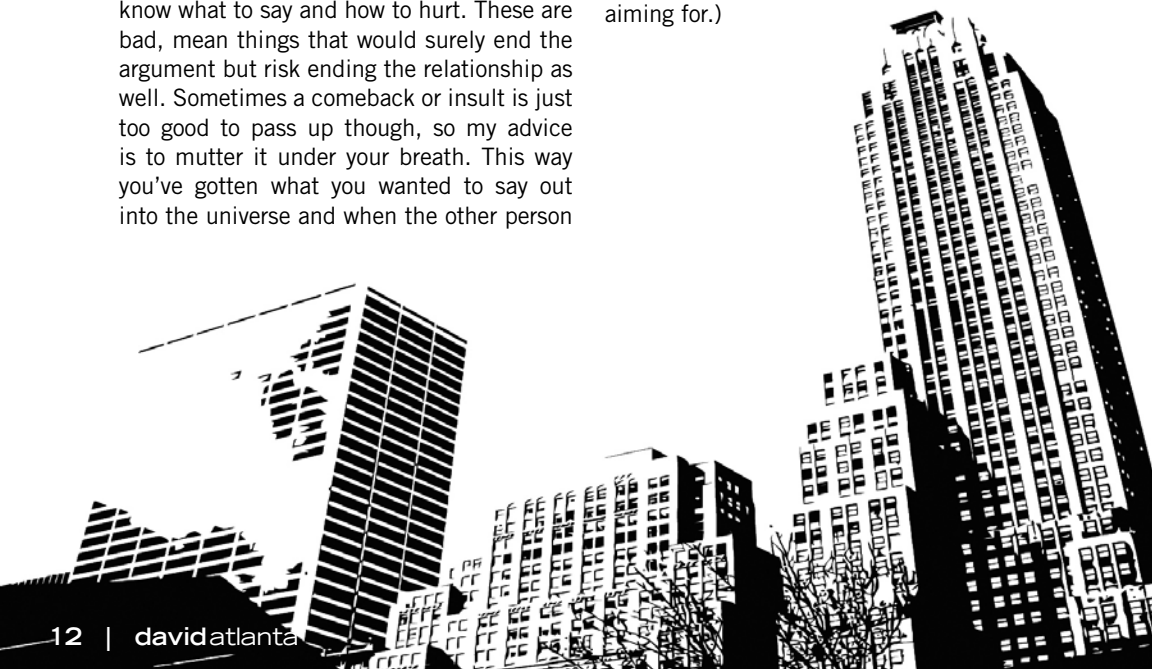 know what to say and how to hurt. These are
bad, mean things that would surely end the
argument but risk ending the relationship as
well. Sometimes a comeback or insult is just
too good to pass up though, so my advice
is to mutter it under your breath. This way
you’ve gotten what you wanted to say out
into the universe and when the other person
aiming for.)
12 | davidatlanta